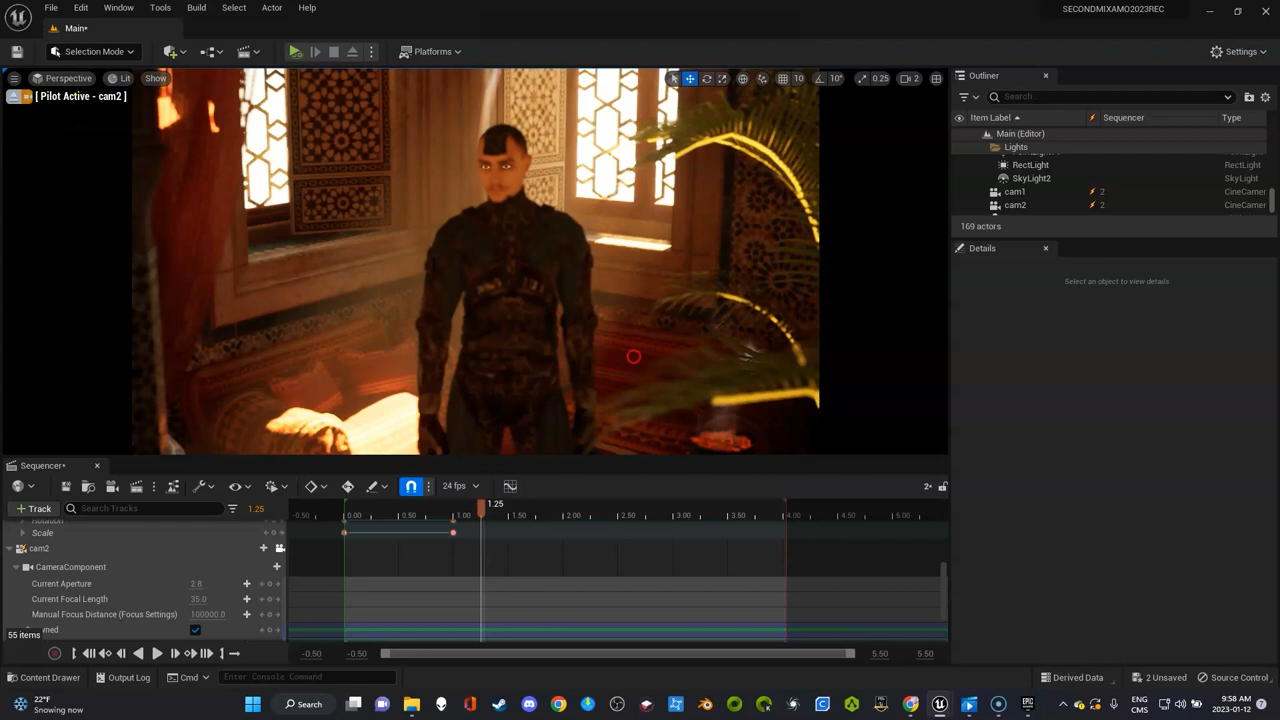 File Edit Window Tools Build Select Actor Help
SECONDMIXAMO2023REC
Main*
Selection Mode
Platforms
Settings
Perspective Lit Show
10 10° 0.25 2
[ Pilot Active - cam2 ]
Outliner
Search...
Item Label Sequencer Type
Main (Editor)
Lights
RectLight RectLight
SkyLight2 SkyLight
cam1 2 CineCamer
cam2 2 CineCamer
169 actors
Details
Select an object to view details
Sequencer*
24 fps
2
Track
Search Tracks
1.25
1.25
-0.50 0.00 0.50 1.00 1.50 2.00 2.50 3.00 3.50 4.00 4.50 5.00
Rotation
Scale
cam2
CameraComponent
Current Aperture 2.8
Current Focal Length 35.0
Manual Focus Distance (Focus Settings) 100000.0
55 items
-0.50 -0.50 5.50 5.50
Content Drawer Output Log Cmd Enter Console Command
Derived Data 2 Unsaved Source Control
22°F
Snowing now
Search
ENG
CMS
9:58 AM
2023-01-12